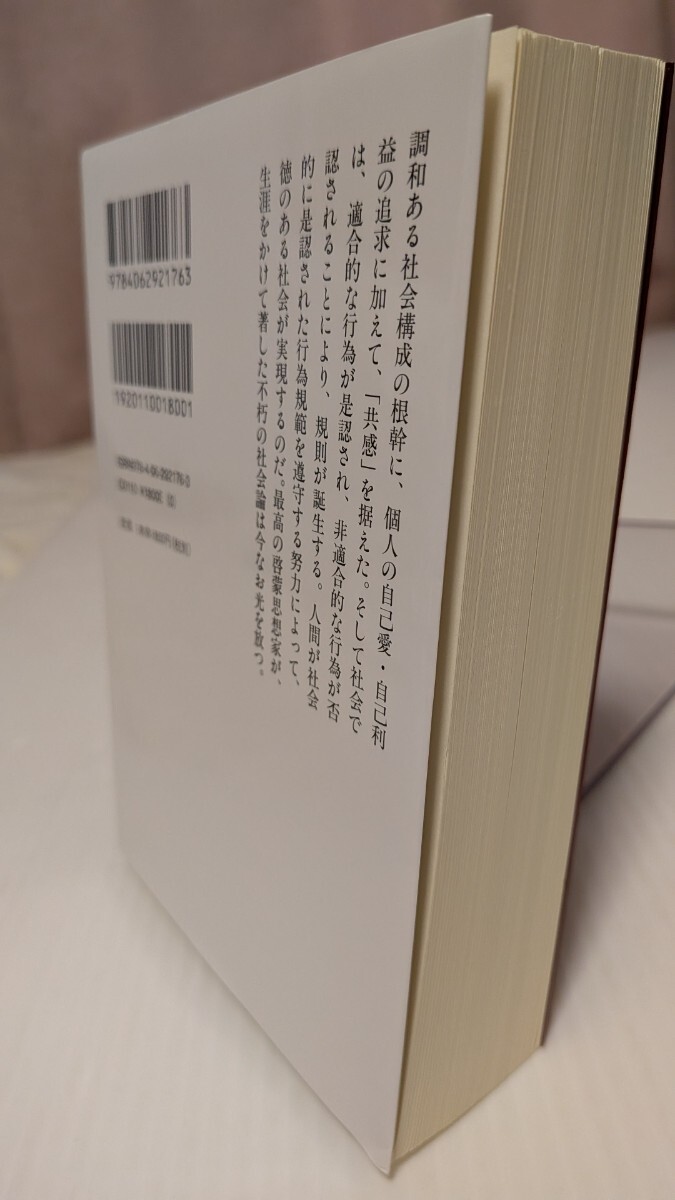 調和ある社会構成の根幹に、個人の自己愛・自己利
益の追求に加えて、「共感」を据えた。そして社会で
は、適合的な行為が是認され、非適合的な行為が否
認されることにより、規則が誕生する。人間が社会
的に是認された行為規範を遵守する努力によって、
徳のある社会が実現するのだ。最高の啓蒙思想家が、
生涯をかけて著した不朽の社会論は今なお光を放つ。
9784062921763
1920110018001
ISBN978-4-06-292176-3